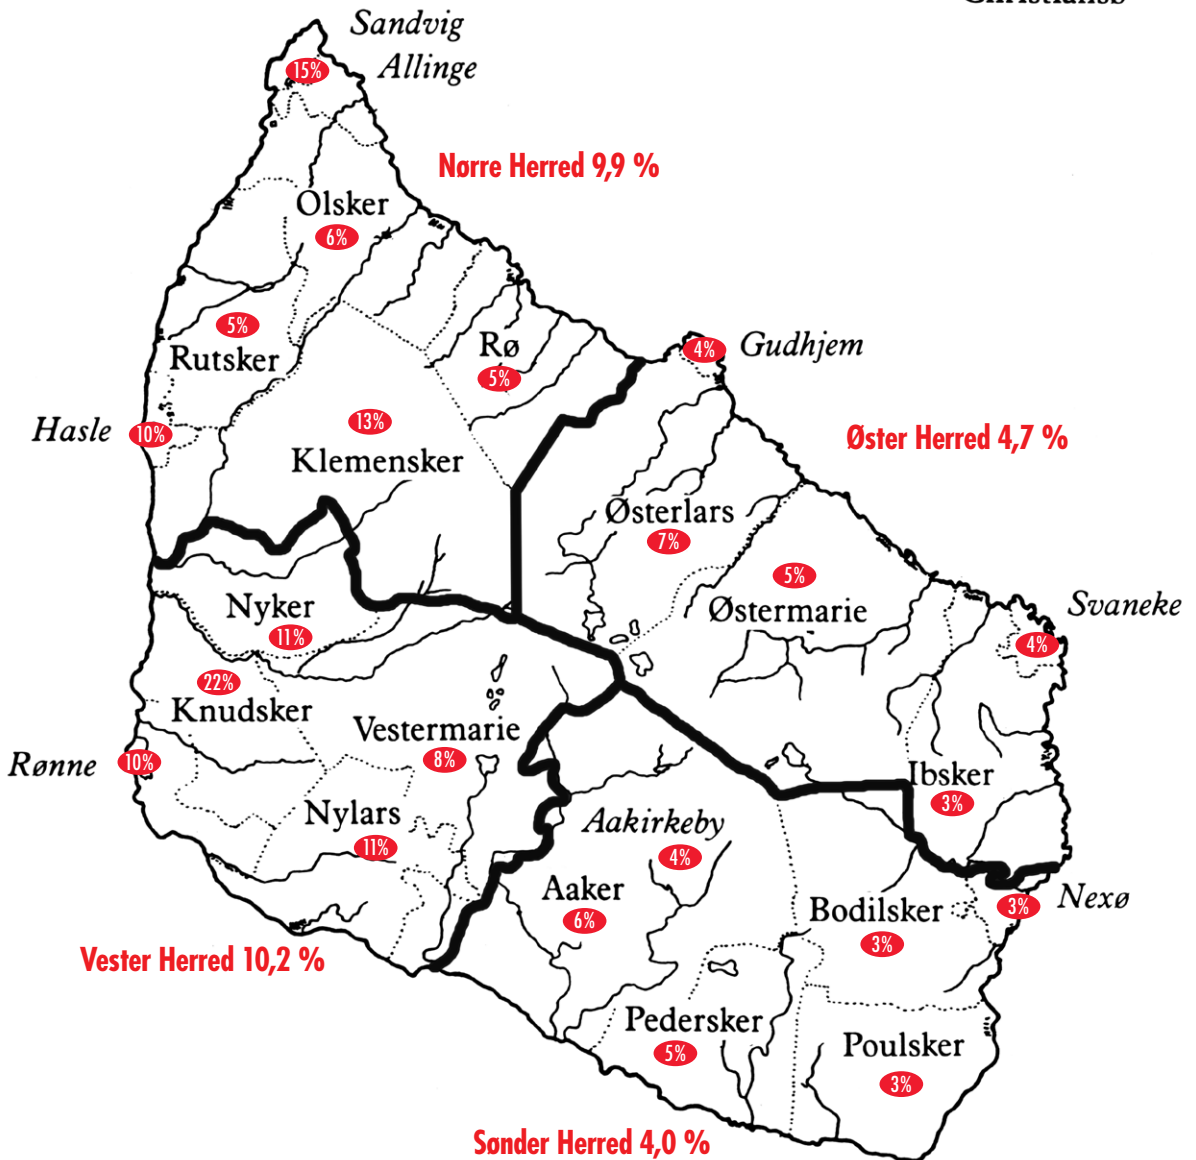 Sandvig
Allinge
15%
Nørre Herred 9,9 %
Olsker
6%
5%
Rutsker
Rø
5%
4%
Gudhjem
Hasle
10%
13%
Klemensker
Øster Herred 4,7 %
Østerlars
7%
5%
Østermarie
Svaneke
4%
Nyker
11%
22%
Knudsker
Vestermarie
8%
Rønne
10%
Ibsker
3%
Nylars
11%
Aakirkeby
4%
Aaker
6%
Bodilsker
3%
3%
Nexø
Vester Herred 10,2 %
Pedersker
5%
Poulsker
3%
Sønder Herred 4,0 %